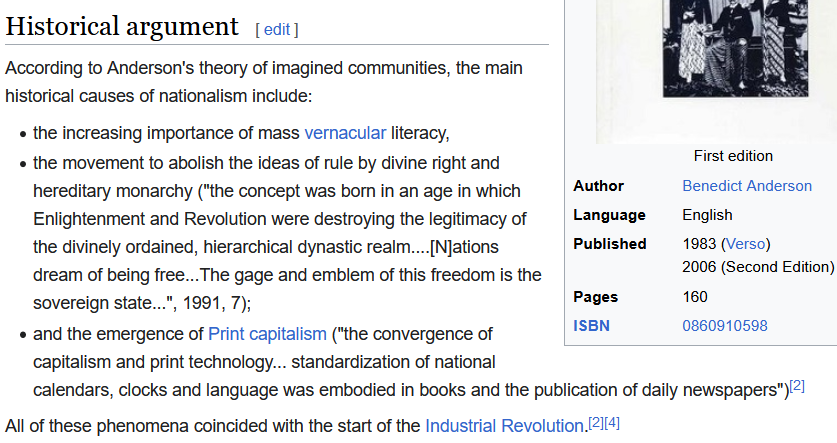 Historical argument [ edit ]
According to Anderson's theory of imagined communities, the main
historical causes of nationalism include:
• the increasing importance of mass vernacular literacy,
• the movement to abolish the ideas of rule by divine right and
hereditary monarchy ("the concept was born in an age in which
Enlightenment and Revolution were destroying the legitimacy of
the divinely ordained, hierarchical dynastic realm....[N]ations
dream of being free...The gage and emblem of this freedom is the
sovereign state...", 1991, 7);
• and the emergence of Print capitalism ("the convergence of
capitalism and print technology... standardization of national
calendars, clocks and language was embodied in books and the publication of daily newspapers")[2]
All of these phenomena coincided with the start of the Industrial Revolution.[2][4]
First edition
Author Benedict Anderson
Language English
Published 1983 (Verso)
2006 (Second Edition)
Pages 160
ISBN 0860910598